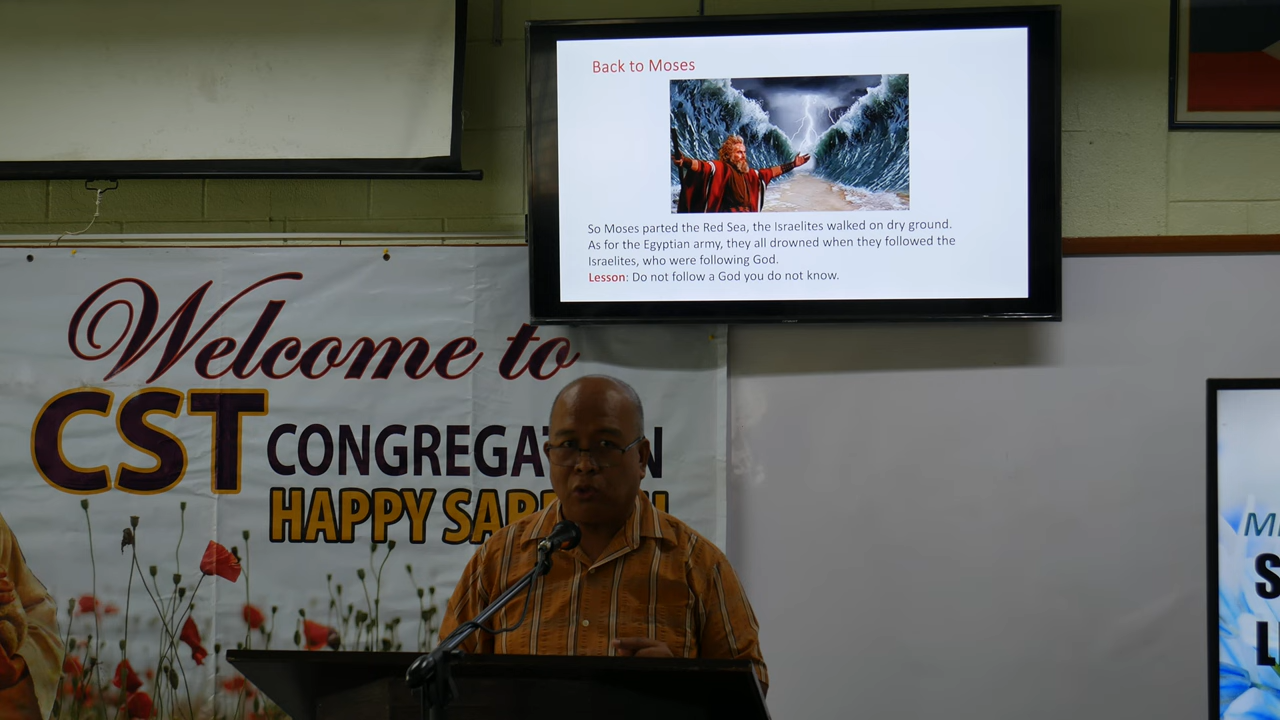 Back to Moses
So Moses parted the Red Sea, the Israelites walked on dry ground.
As for the Egyptian army, they all drowned when they followed the
Israelites, who were following God.
Lesson: Do not follow a God you do not know.
Welcome to
CST
CONGREGA
HAPPY